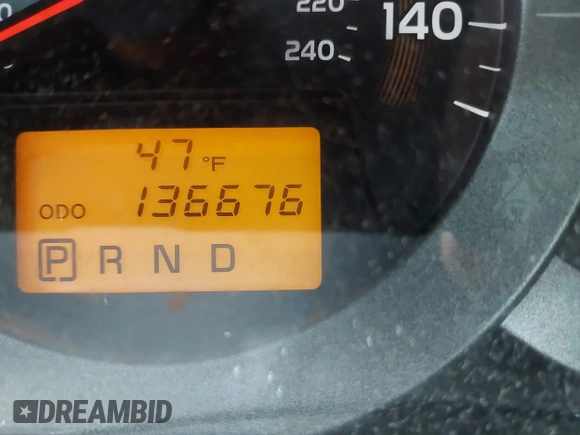 220
140
240
47 °F
ODO 136676
P R N D
DREAMBID